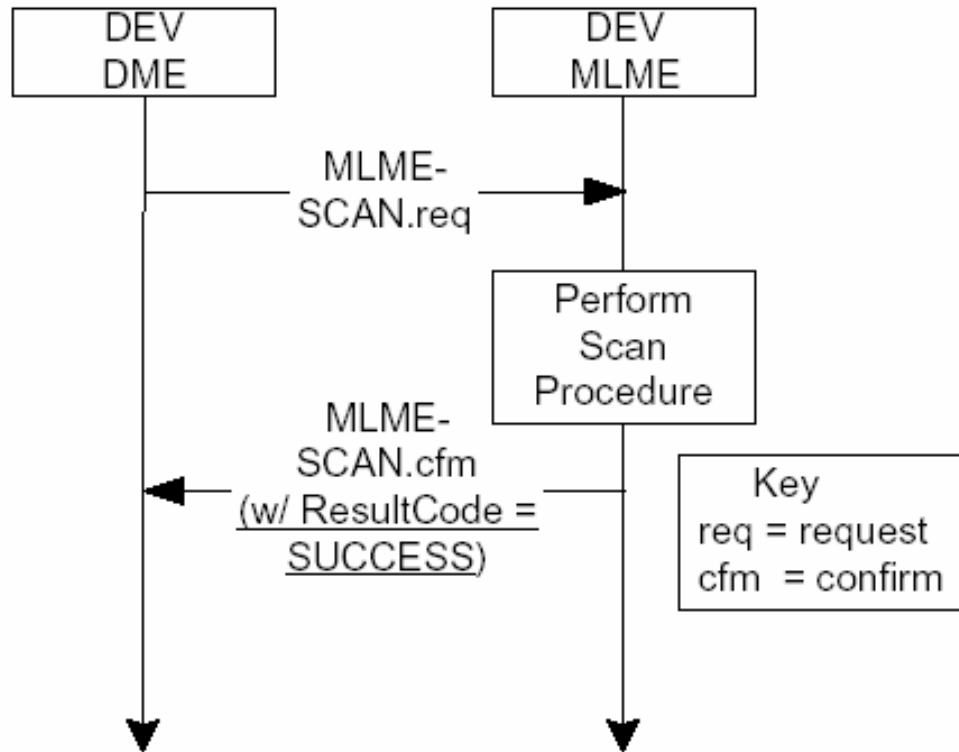 DEV
DME
DEV
MLME
MLME-
SCAN.req
Perform
Scan
Procedure
MLME-
SCAN.cfm
(w/ ResultCode =
SUCCESS)
Key
req = request
cfm = confirm